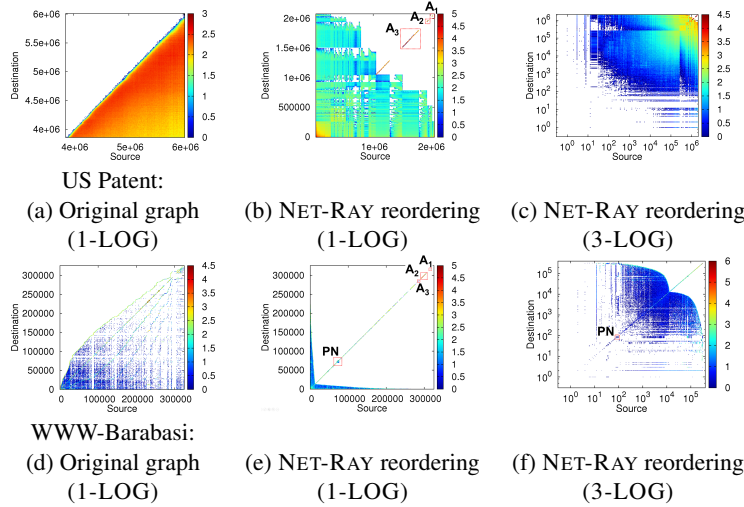 6e+06
5e+06
5e+06
4e+06
4e+06
4e+06
5e+06
6e+06
Destination
Source
3
2.5
2
1.5
1
0.5
0
2e+06
2e+06
1e+06
500000
0
0
1e+06
2e+06
Destination
Source
5
4.5
4
3.5
3
2.5
2
1.5
1
0.5
0
A1
A2
A3
10^6
10^5
10^4
10^3
10^2
10^1
10^0
10^0 10^1 10^2 10^3 10^4 10^5 10^6
Destination
Source
5
4.5
4
3.5
3
2.5
2
1.5
1
0.5
0
US Patent:
(a) Original graph (b) NET-RAY reordering (c) NET-RAY reordering
(1-LOG) (1-LOG) (3-LOG)
300000
250000
200000
150000
100000
50000
0
0 100000 200000 300000
Destination
Source
4.5
4
3.5
3
2.5
2
1.5
1
0.5
0
300000
250000
200000
150000
100000
50000
0
0 100000 200000 300000
Destination
Source
5
4.5
4
3.5
3
2.5
2
1.5
1
0.5
0
A1
A2
A3
PN
10^5
10^4
10^3
10^2
10^1
10^0
10^0 10^1 10^2 10^3 10^4 10^5
Destination
Source
6
5
4
3
2
1
0
PN
WWW-Barabasi:
(d) Original graph (e) NET-RAY reordering (f) NET-RAY reordering
(1-LOG) (1-LOG) (3-LOG)